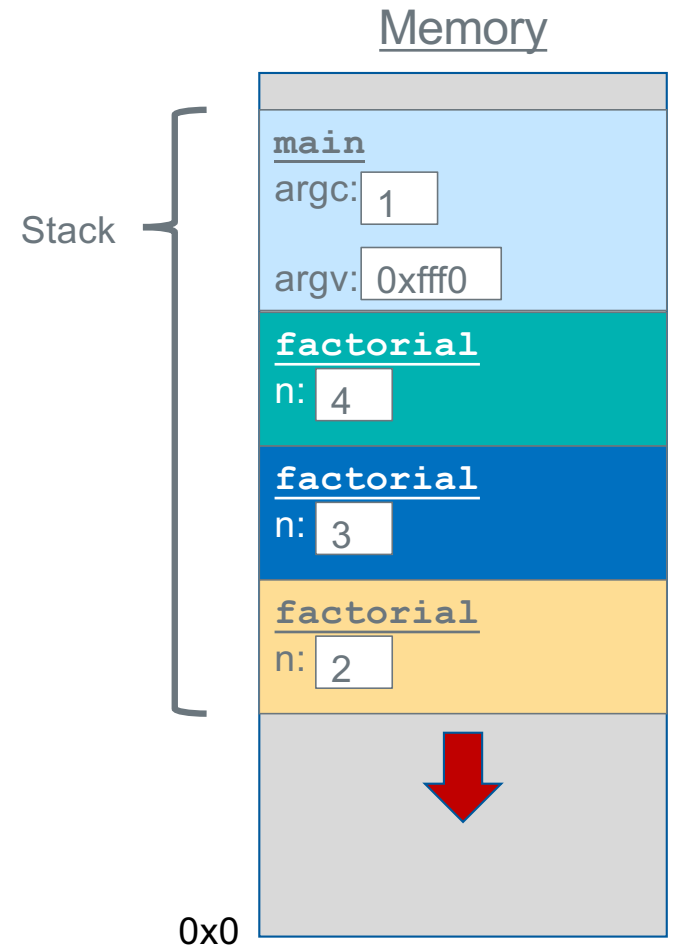 Memory
main
argc: 1
Stack
argv: 0xfff0
factorial
n: 4
factorial
n: 3
factorial
n: 2
0x0